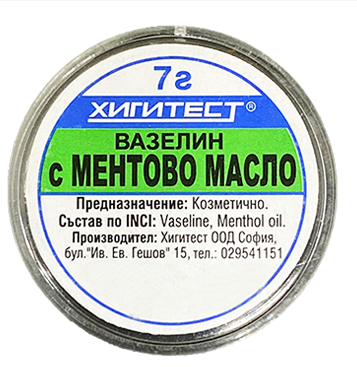 7г
ХИГИТЕСТ®
ВАЗЕЛИН
с МЕНТОВО МАСЛО
Предназначение: Козметично.
Състав по INCI: Vaseline, Menthol oil.
Производител: Хигитест ООД София,
бул."Ив. Ев. Гешов" 15, тел.: 029541151